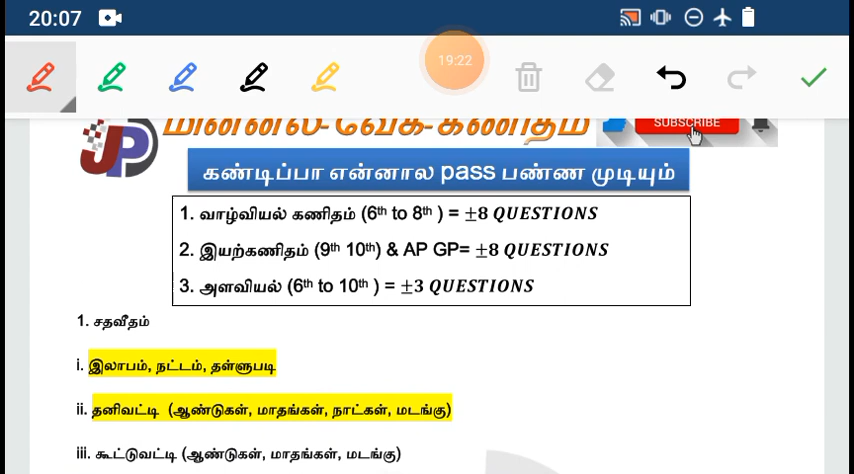 20:07
19:22
JP மின்னல்-வேக-கணிதம் SUBSCRIBE
கண்டிப்பா என்னால pass பண்ண முடியும்
1. வாழ்வியல் கணிதம் (6th to 8th ) = ±8 QUESTIONS
2. இயற்கணிதம் (9th 10th) & AP GP= ±8 QUESTIONS
3. அளவியல் (6th to 10th ) = ±3 QUESTIONS
1. சதவீதம்
i. இலாபம், நட்டம், தள்ளுபடி
ii. தனிவட்டி (ஆண்டுகள், மாதங்கள், நாட்கள், மடங்கு)
iii. கூட்டுவட்டி (ஆண்டுகள், மாதங்கள், மடங்கு)